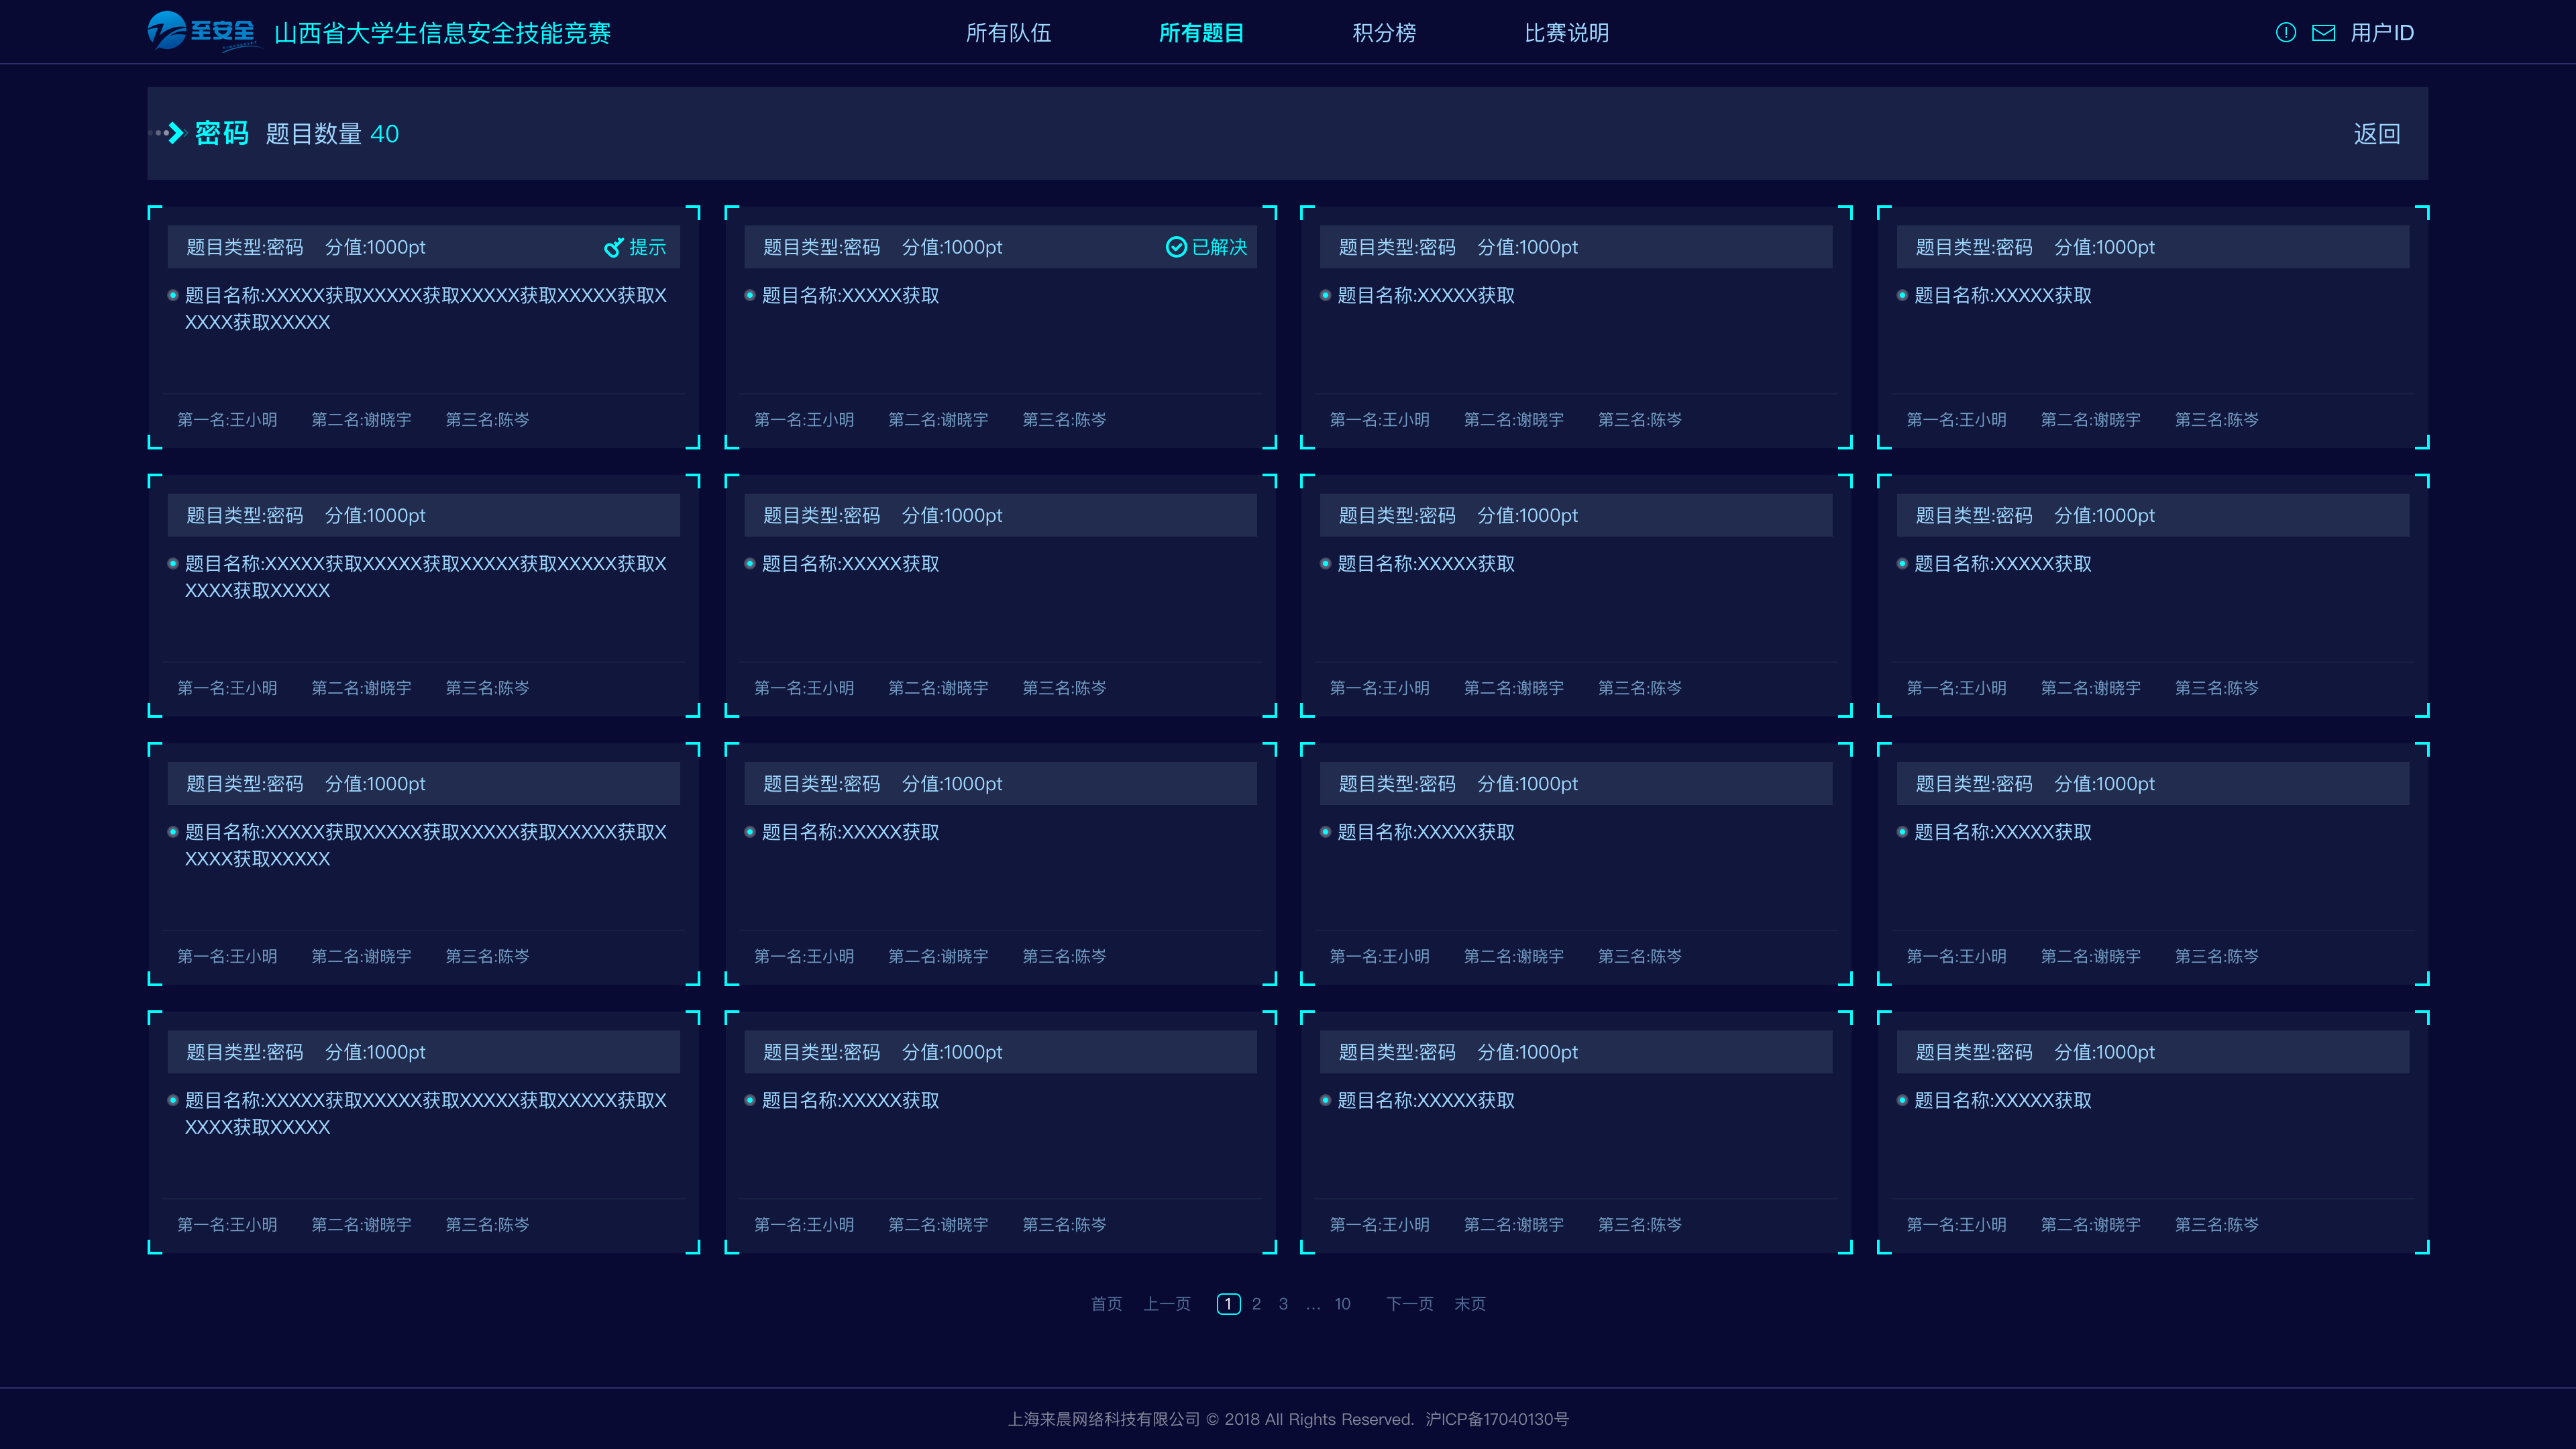 至安全 山西省大学生信息安全技能竞赛 所有队伍 所有题目 积分榜 比赛说明 用户ID
密码 题目数量 40 返回
题目类型:密码 分值:1000pt 提示
题目名称:XXXXX获取XXXXX获取XXXXX获取XXXXX获取X
XXXX获取XXXXX
第一名:王小明 第二名:谢晓宇 第三名:陈岑
题目类型:密码 分值:1000pt 已解决
题目名称:XXXXX获取
第一名:王小明 第二名:谢晓宇 第三名:陈岑
题目类型:密码 分值:1000pt
题目名称:XXXXX获取
第一名:王小明 第二名:谢晓宇 第三名:陈岑
题目类型:密码 分值:1000pt
题目名称:XXXXX获取
第一名:王小明 第二名:谢晓宇 第三名:陈岑
题目类型:密码 分值:1000pt
题目名称:XXXXX获取XXXXX获取XXXXX获取XXXXX获取X
XXXX获取XXXXX
第一名:王小明 第二名:谢晓宇 第三名:陈岑
题目类型:密码 分值:1000pt
题目名称:XXXXX获取
第一名:王小明 第二名:谢晓宇 第三名:陈岑
题目类型:密码 分值:1000pt
题目名称:XXXXX获取
第一名:王小明 第二名:谢晓宇 第三名:陈岑
题目类型:密码 分值:1000pt
题目名称:XXXXX获取
第一名:王小明 第二名:谢晓宇 第三名:陈岑
题目类型:密码 分值:1000pt
题目名称:XXXXX获取XXXXX获取XXXXX获取XXXXX获取X
XXXX获取XXXXX
第一名:王小明 第二名:谢晓宇 第三名:陈岑
题目类型:密码 分值:1000pt
题目名称:XXXXX获取
第一名:王小明 第二名:谢晓宇 第三名:陈岑
题目类型:密码 分值:1000pt
题目名称:XXXXX获取
第一名:王小明 第二名:谢晓宇 第三名:陈岑
题目类型:密码 分值:1000pt
题目名称:XXXXX获取
第一名:王小明 第二名:谢晓宇 第三名:陈岑
题目类型:密码 分值:1000pt
题目名称:XXXXX获取XXXXX获取XXXXX获取XXXXX获取X
XXXX获取XXXXX
第一名:王小明 第二名:谢晓宇 第三名:陈岑
题目类型:密码 分值:1000pt
题目名称:XXXXX获取
第一名:王小明 第二名:谢晓宇 第三名:陈岑
题目类型:密码 分值:1000pt
题目名称:XXXXX获取
第一名:王小明 第二名:谢晓宇 第三名:陈岑
题目类型:密码 分值:1000pt
题目名称:XXXXX获取
第一名:王小明 第二名:谢晓宇 第三名:陈岑
首页 上一页 1 2 3 ... 10 下一页 末页
上海来晨网络科技有限公司 © 2018 All Rights Reserved. 沪ICP备17040130号